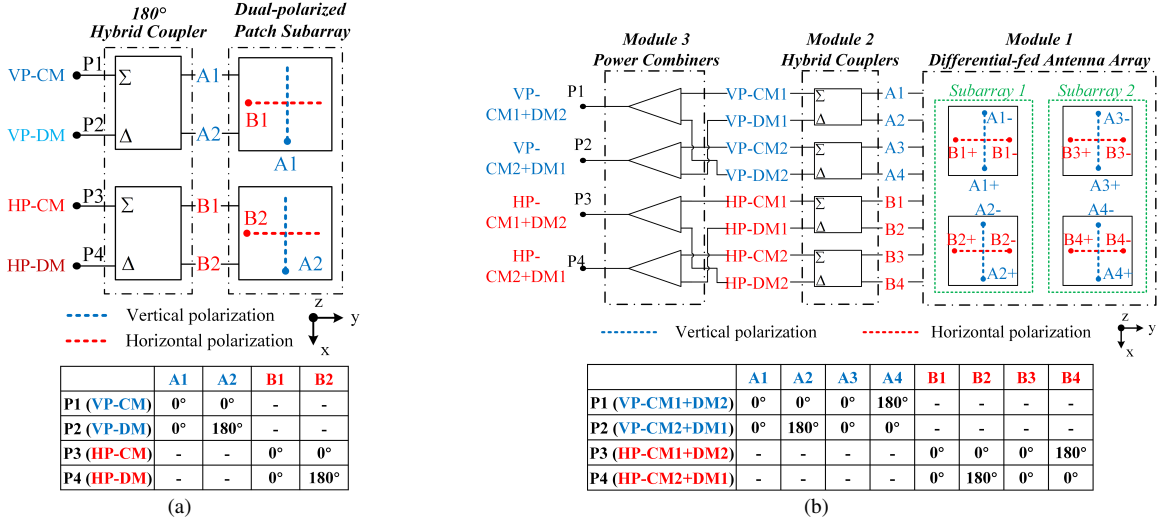 180°
Hybrid Coupler
Dual-polarized
Patch Subarray
VP-CM
P1
Σ
A1
VP-DM
P2
Δ
A2
B1
A1
HP-CM
P3
Σ
B1
B2
HP-DM
P4
Δ
B2
A2
Vertical polarization
Horizontal polarization
z
y
x
A1 A2 B1 B2
P1 (VP-CM) 0° 0° - -
P2 (VP-DM) 0° 180° - -
P3 (HP-CM) - - 0° 0°
P4 (HP-DM) - - 0° 180°
(a)
Module 3
Power Combiners
Module 2
Hybrid Couplers
Module 1
Differential-fed Antenna Array
VP-
CM1+DM2
P1
VP-CM1
Σ
A1
VP-DM1
Δ
A2
VP-
CM2+DM1
P2
VP-CM2
Σ
A3
VP-DM2
Δ
A4
HP-
CM1+DM2
P3
HP-CM1
Σ
B1
HP-DM1
Δ
B2
HP-
CM2+DM1
P4
HP-CM2
Σ
B3
HP-DM2
Δ
B4
Subarray 1
Subarray 2
A1-
B1+ B1-
A1+
A3-
B3+ B3-
A3+
A2-
B2+ B2-
A2+
A4-
B4+ B4-
A4+
Vertical polarization
Horizontal polarization
z
y
x
A1 A2 A3 A4 B1 B2 B3 B4
P1 (VP-CM1+DM2) 0° 0° 0° 180° - - - -
P2 (VP-CM2+DM1) 0° 180° 0° 0° - - - -
P3 (HP-CM1+DM2) - - - - 0° 0° 0° 180°
P4 (HP-CM2+DM1) - - - - 0° 180° 0° 0°
(b)